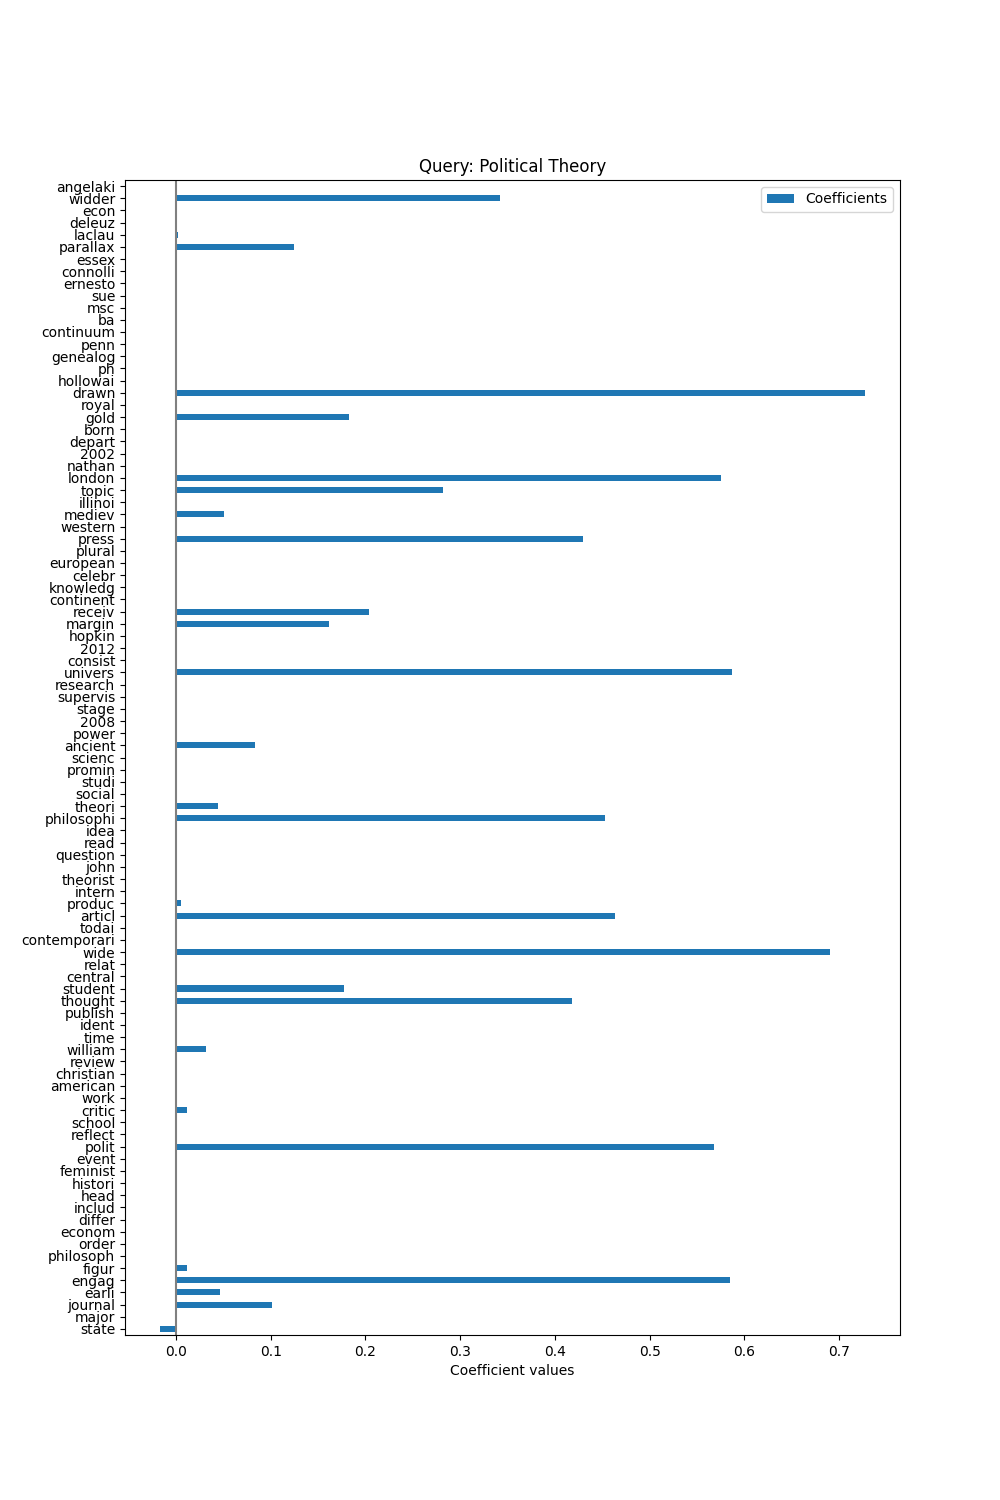 Query: Political Theory
Coefficients
angelaki
widder
econ
deleuz
laclau
parallax
essex
connolli
ernesto
sue
msc
ba
continuum
penn
genealog
ph
hollowai
drawn
royal
gold
born
depart
2002
nathan
london
topic
illinoi
mediev
western
press
plural
european
celebr
knowledg
continent
receiv
margin
hopkin
2012
consist
univers
research
supervis
stage
2008
power
ancient
scienc
promin
studi
social
theori
philosophi
idea
read
question
john
theorist
intern
produc
articl
todai
contemporari
wide
relat
central
student
thought
publish
ident
time
william
review
christian
american
work
critic
school
reflect
polit
event
feminist
histori
head
includ
differ
econom
order
philosoph
figur
engag
earli
journal
major
state
0.0 0.1 0.2 0.3 0.4 0.5 0.6 0.7
Coefficient values